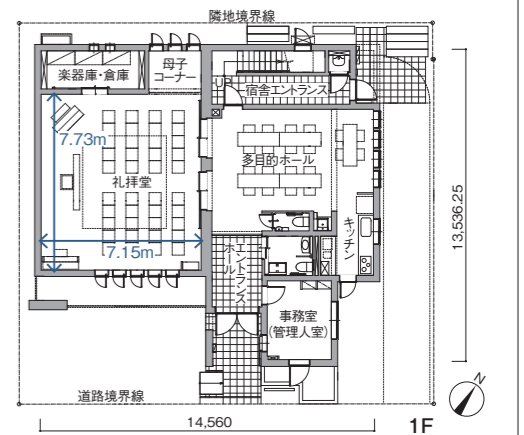 隣地境界線
楽器庫・倉庫
母子
コーナー
UP
宿舎エントランス
7.73m
多目的ホール
礼拝堂
7.15m
キッチン
エントランス
ホール
事務室
(管理人室)
道路境界線
13,536.25
14,560
1F
N